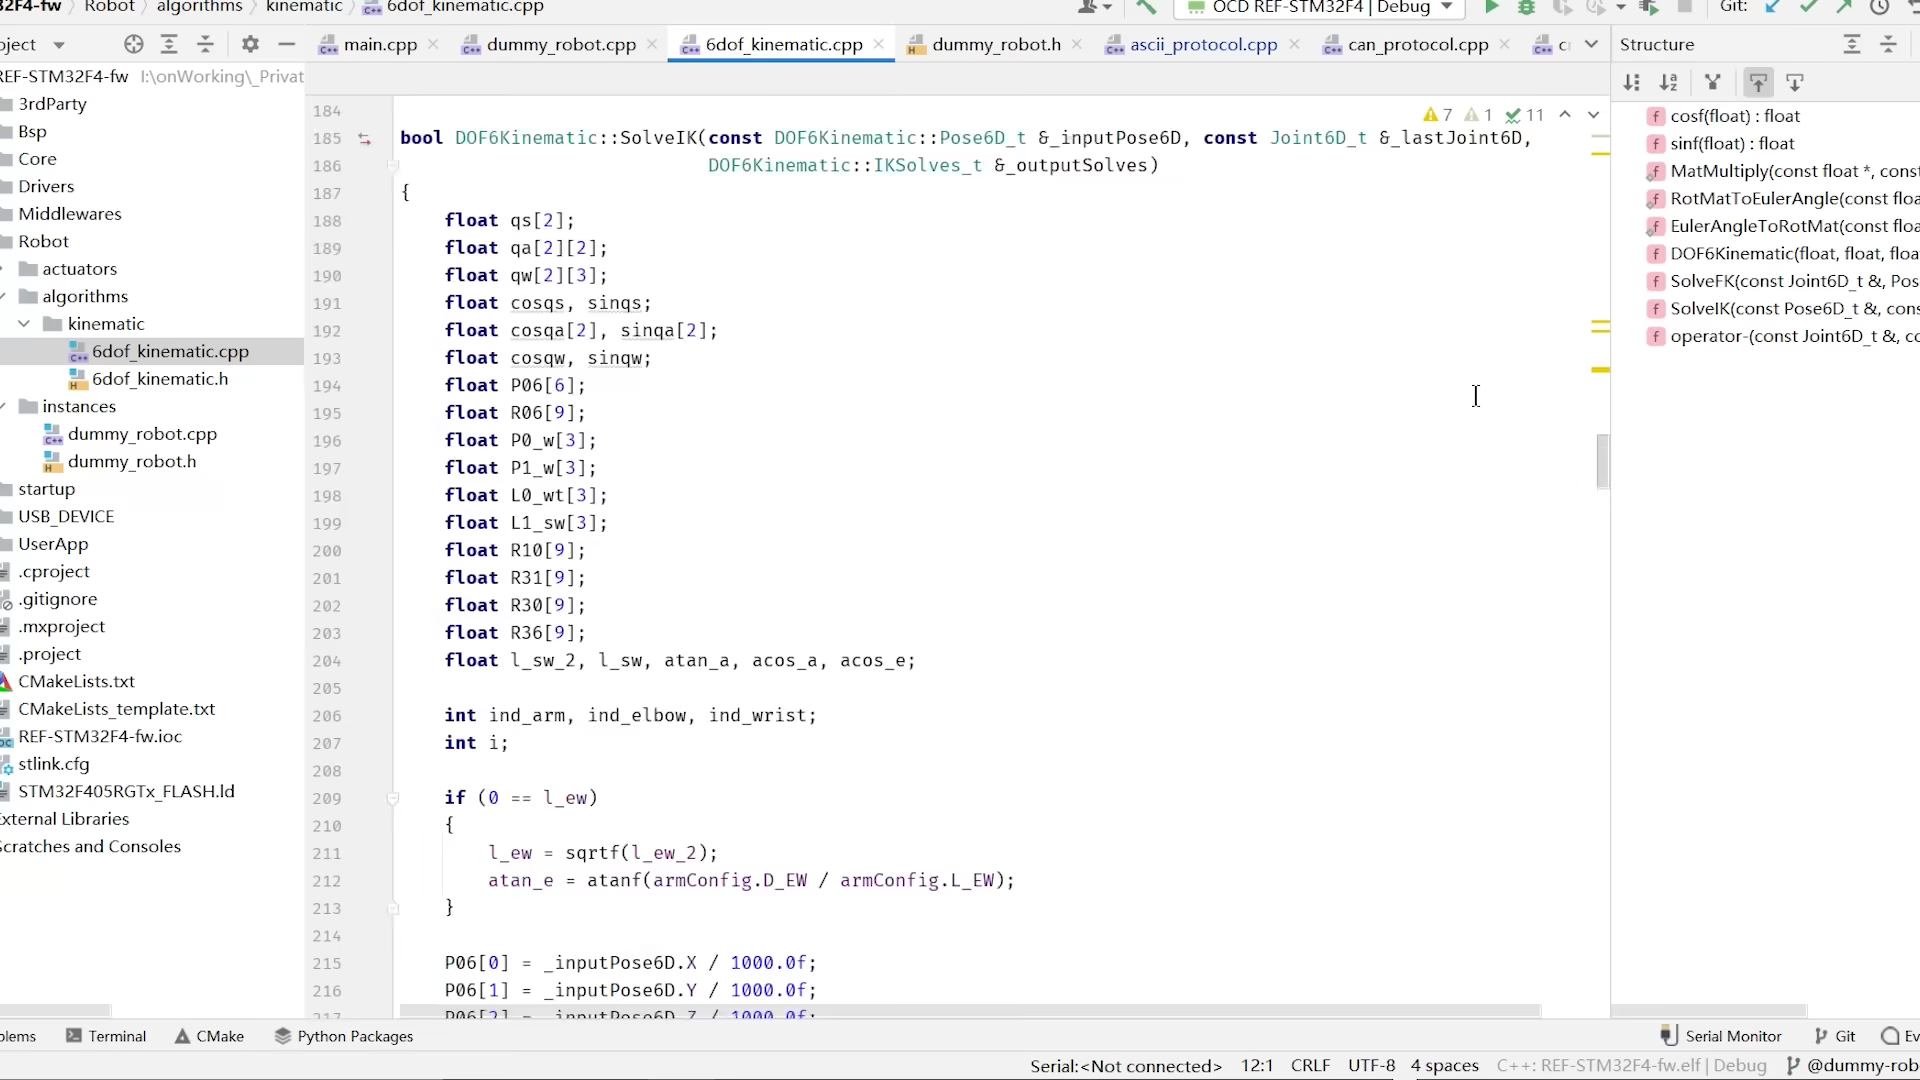 32F4-fw Robot algorithms kinematic 6dof_kinematic.cpp OCD REF-STM32F4 | Debug Git:
oject main.cpp dummy_robot.cpp 6dof_kinematic.cpp dummy_robot.h ascii_protocol.cpp can_protocol.cpp Structure
REF-STM32F4-fw I:\onWorking\_Privat
3rdParty
Bsp
Core
Drivers
Middlewares
Robot
actuators
algorithms
kinematic
6dof_kinematic.cpp
6dof_kinematic.h
instances
dummy_robot.cpp
dummy_robot.h
startup
USB_DEVICE
UserApp
.cproject
.gitignore
.mxproject
.project
CMakeLists.txt
CMakeLists_template.txt
REF-STM32F4-fw.ioc
stlink.cfg
STM32F405RGTx_FLASH.ld
External Libraries
Scratches and Consoles
7 1 11
184
185 bool DOF6Kinematic::SolveIK(const DOF6Kinematic::Pose6D_t &_inputPose6D, const Joint6D_t &_lastJoint6D,
186 DOF6Kinematic::IKSolves_t &_outputSolves)
187 {
188 float qs[2];
189 float qa[2][2];
190 float qw[2][3];
191 float cosqs, sinqs;
192 float cosqa[2], sinqa[2];
193 float cosqw, sinqw;
194 float P06[6];
195 float R06[9];
196 float P0_w[3];
197 float P1_w[3];
198 float L0_wt[3];
199 float L1_sw[3];
200 float R10[9];
201 float R31[9];
202 float R30[9];
203 float R36[9];
204 float l_sw_2, l_sw, atan_a, acos_a, acos_e;
205
206 int ind_arm, ind_elbow, ind_wrist;
207 int i;
208
209 if (0 == l_ew)
210 {
211 l_ew = sqrtf(l_ew_2);
212 atan_e = atanf(armConfig.D_EW / armConfig.L_EW);
213 }
214
215 P06[0] = _inputPose6D.X / 1000.0f;
216 P06[1] = _inputPose6D.Y / 1000.0f;
217 P06[2] = _inputPose6D.Z / 1000.0f;
cosf(float) : float
sinf(float) : float
MatMultiply(const float *, const
RotMatToEulerAngle(const floa
EulerAngleToRotMat(const floa
DOF6Kinematic(float, float, floa
SolveFK(const Joint6D_t &, Pos
SolveIK(const Pose6D_t &, cons
operator-(const Joint6D_t &, co
blems Terminal CMake Python Packages Serial Monitor Git Ev
Serial:<Not connected> 12:1 CRLF UTF-8 4 spaces C++: REF-STM32F4-fw.elf | Debug @dummy-rob